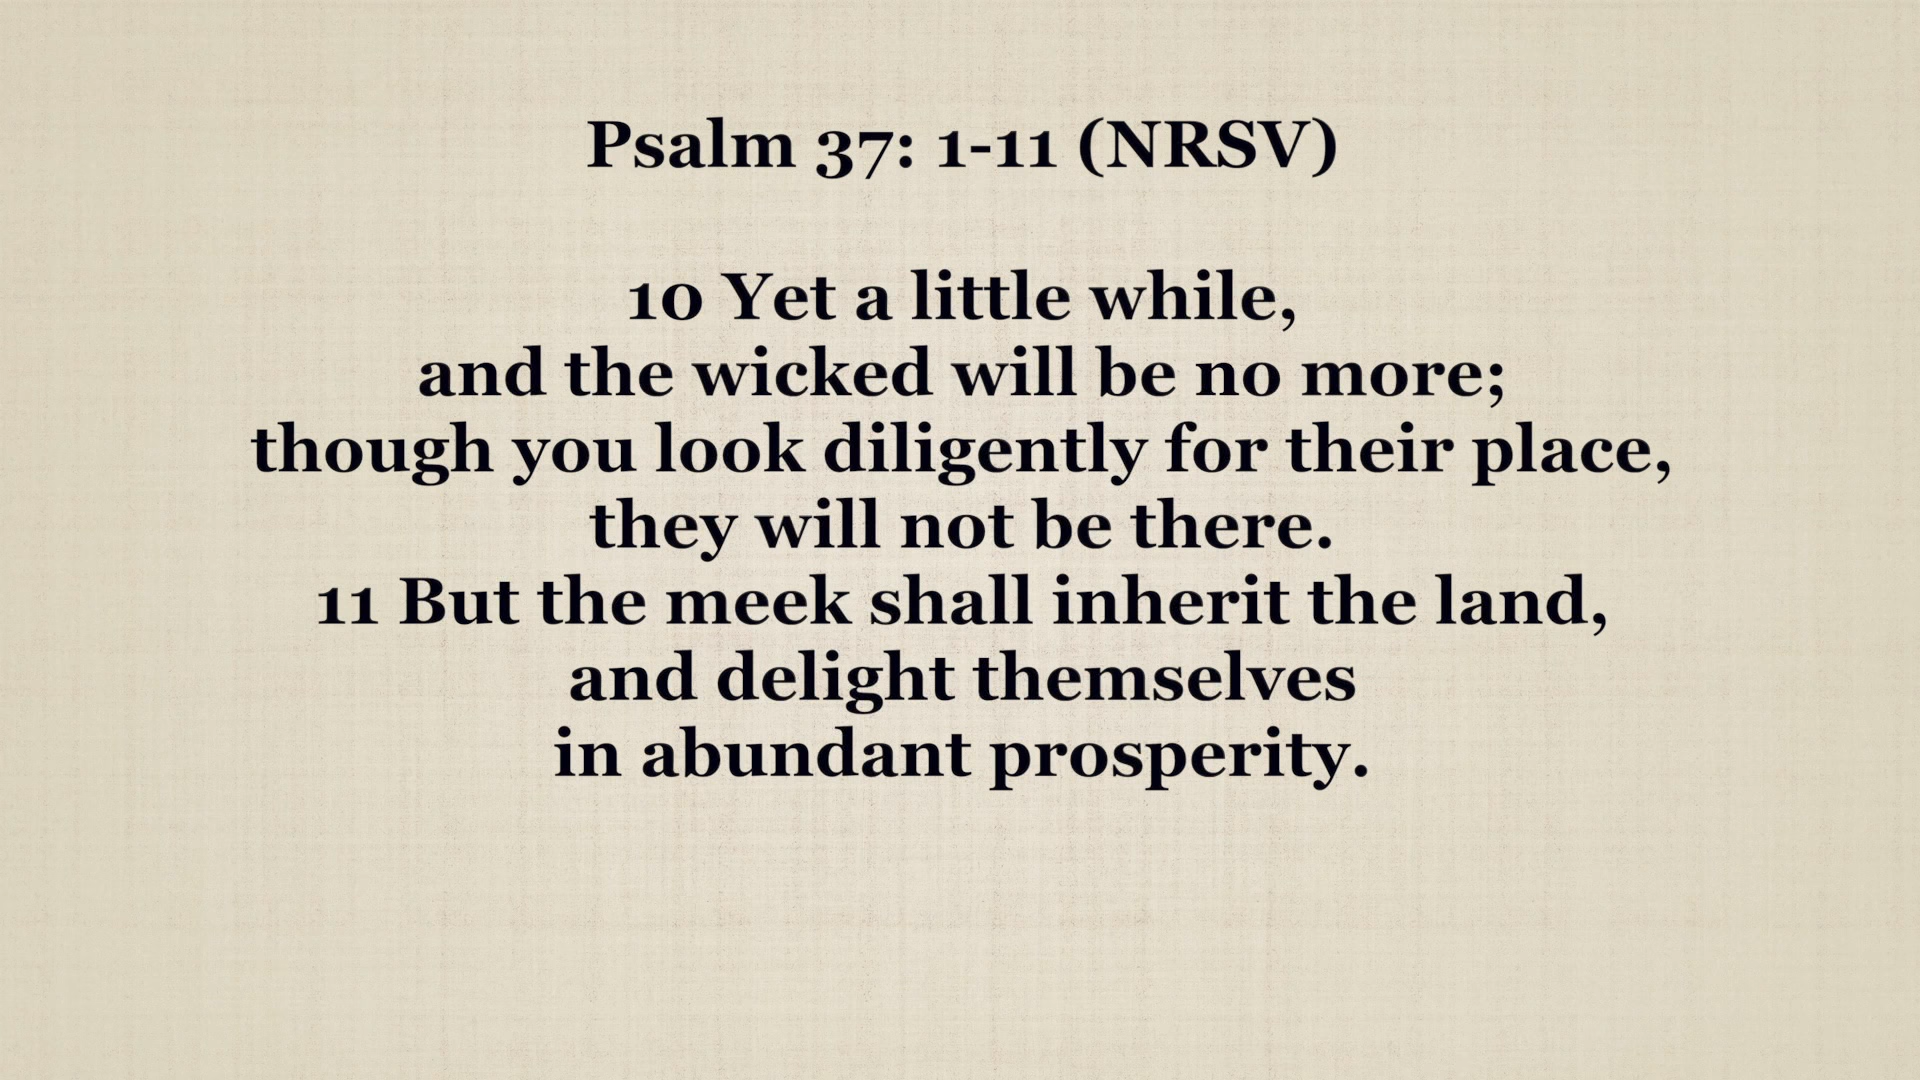 Psalm 37: 1-11 (NRSV)
10 Yet a little while,
and the wicked will be no more;
though you look diligently for their place,
they will not be there.
11 But the meek shall inherit the land,
and delight themselves
in abundant prosperity.